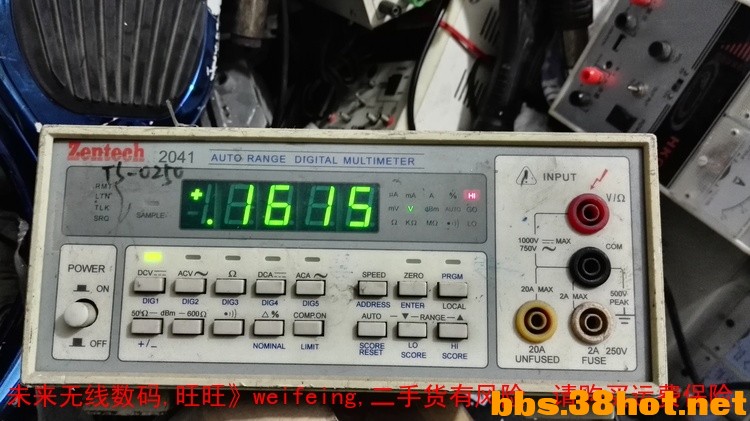 Zentech 2041 AUTO RANGE DIGITAL MULTIMETER
TS-0250
RMT
LTN
TLK
SRQ
SAMPLE
+.1615
μA mA A % HI
mV V dBm AUTO GO
Ω KΩ MΩ LO
INPUT
V/Ω
1000V MAX
750V
COM
20A MAX
2A MAX
500V PEAK
20A UNFUSED
2A FUSE
250V
POWER
ON
OFF
DCV ACV Ω DCA ACA SPEED ZERO PRGM
DIG1 DIG2 DIG3 DIG4 DIG5 ADDRESS ENTER LOCAL
50Ω dBm 600Ω △% COMP.ON AUTO ▼ RANGE ▲
+/- NOMINAL LIMIT SCORE RESET LO SCORE HI SCORE
未来无线数码,旺旺》weifeing,二手货有风险 请购买运费保险
bbs.38hot.net